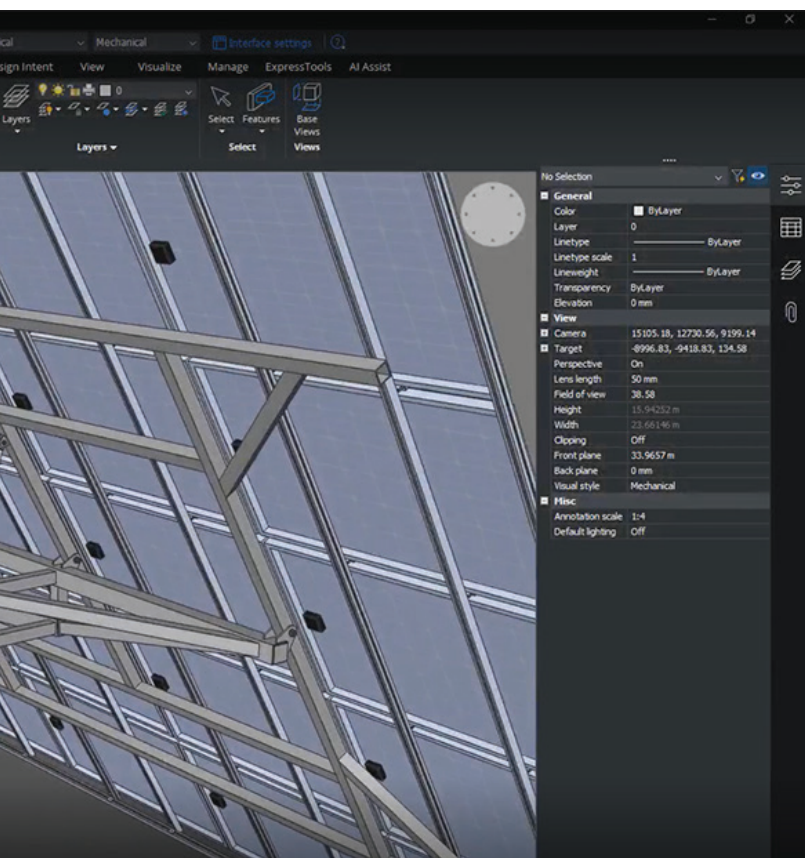 ical Mechanical Interface settings
sign Intent View Visualize Manage ExpressTools AI Assist
0
Layers Select Features Base Views
Layers Select Views
No Selection
General
Color ByLayer
Layer 0
Linetype ByLayer
Linetype scale 1
Lineweight ByLayer
Transparency ByLayer
Elevation 0 mm
View
Camera 15105.18, 12730.56, 9199.14
Target -8996.83, -9418.83, 134.58
Perspective On
Lens length 50 mm
Field of view 38.58
Height 15.94252 m
Width 23.66146 m
Clipping Off
Front plane 33.9657 m
Back plane 0 mm
Visual style Mechanical
Misc
Annotation scale 1:4
Default lighting Off